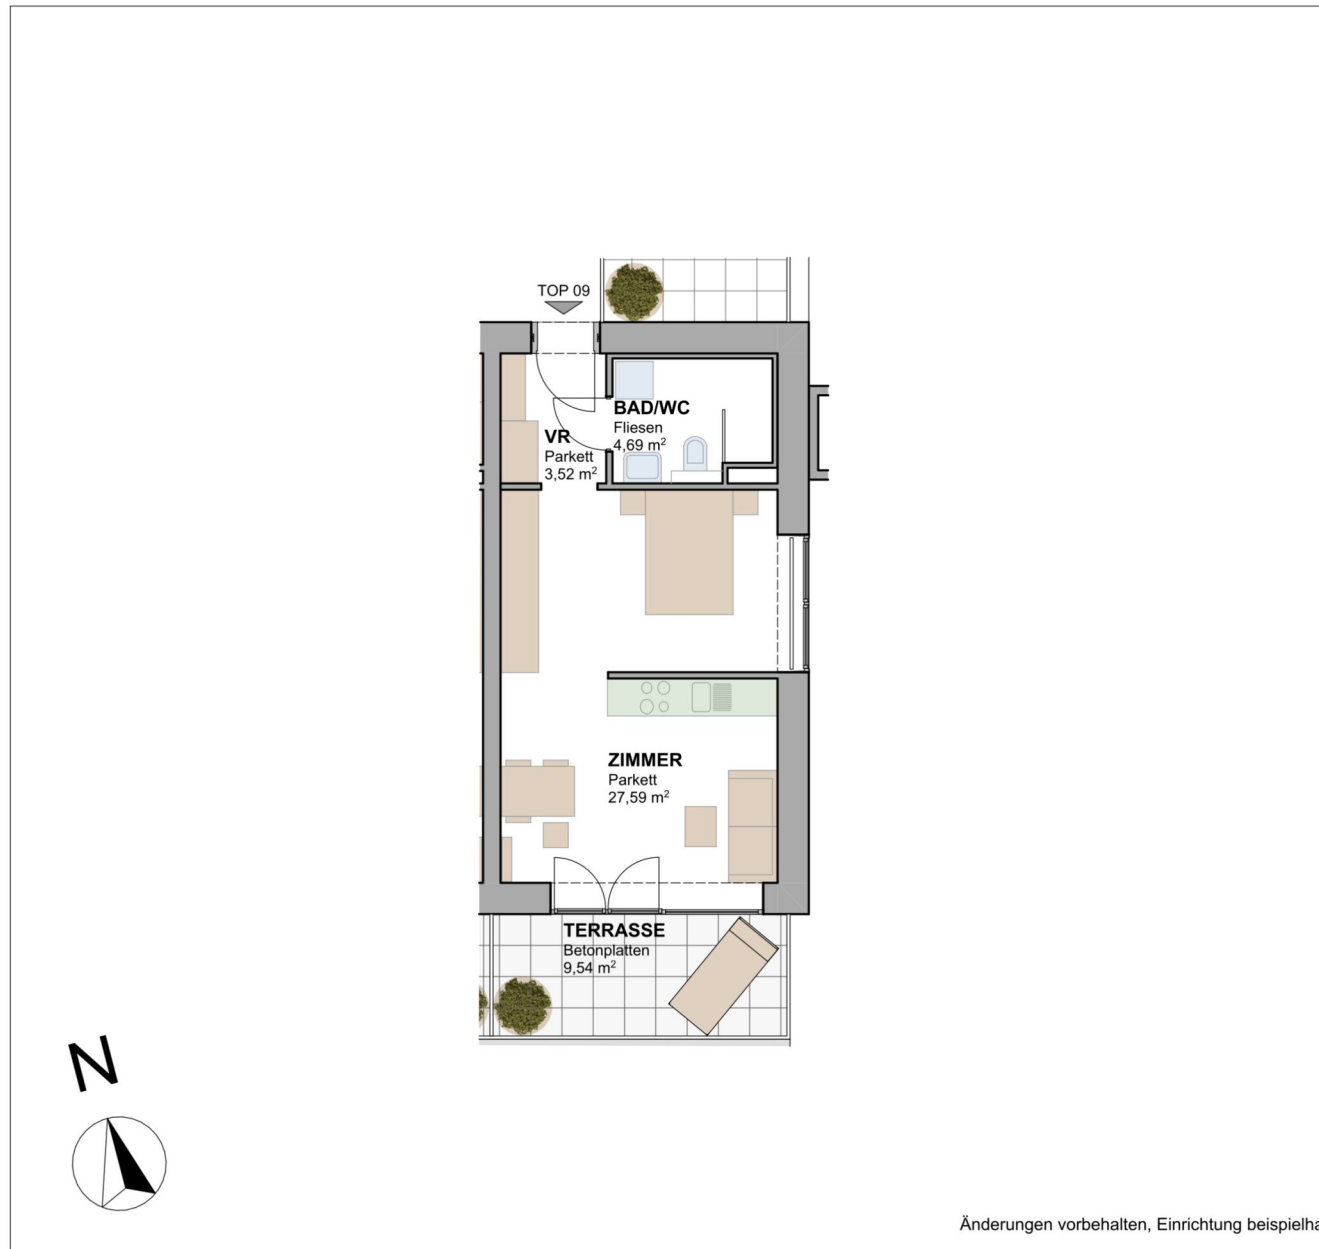 TOP 09
BAD/WC
Fliesen
4,69 m²
VR
Parkett
3,52 m²
ZIMMER
Parkett
27,59 m²
TERRASSE
Betonplatten
9,54 m²
N
Änderungen vorbehalten, Einrichtung